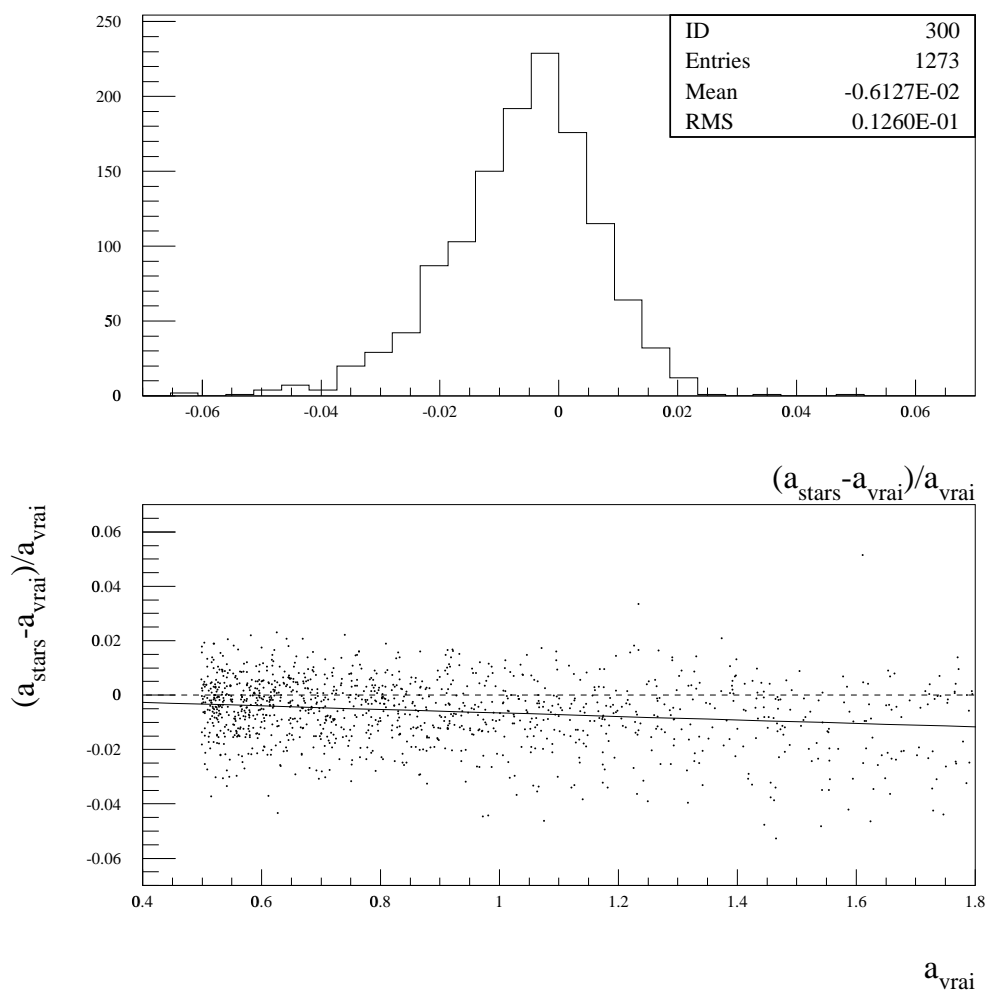 ID 300
Entries 1273
Mean -0.6127E-02
RMS 0.1260E-01
250
200
150
100
50
0
-0.06 -0.04 -0.02 0 0.02 0.04 0.06
(a_stars-a_vrai)/a_vrai
(a_stars-a_vrai)/a_vrai
0.06
0.04
0.02
0
-0.02
-0.04
-0.06
0.4 0.6 0.8 1 1.2 1.4 1.6 1.8
a_vrai